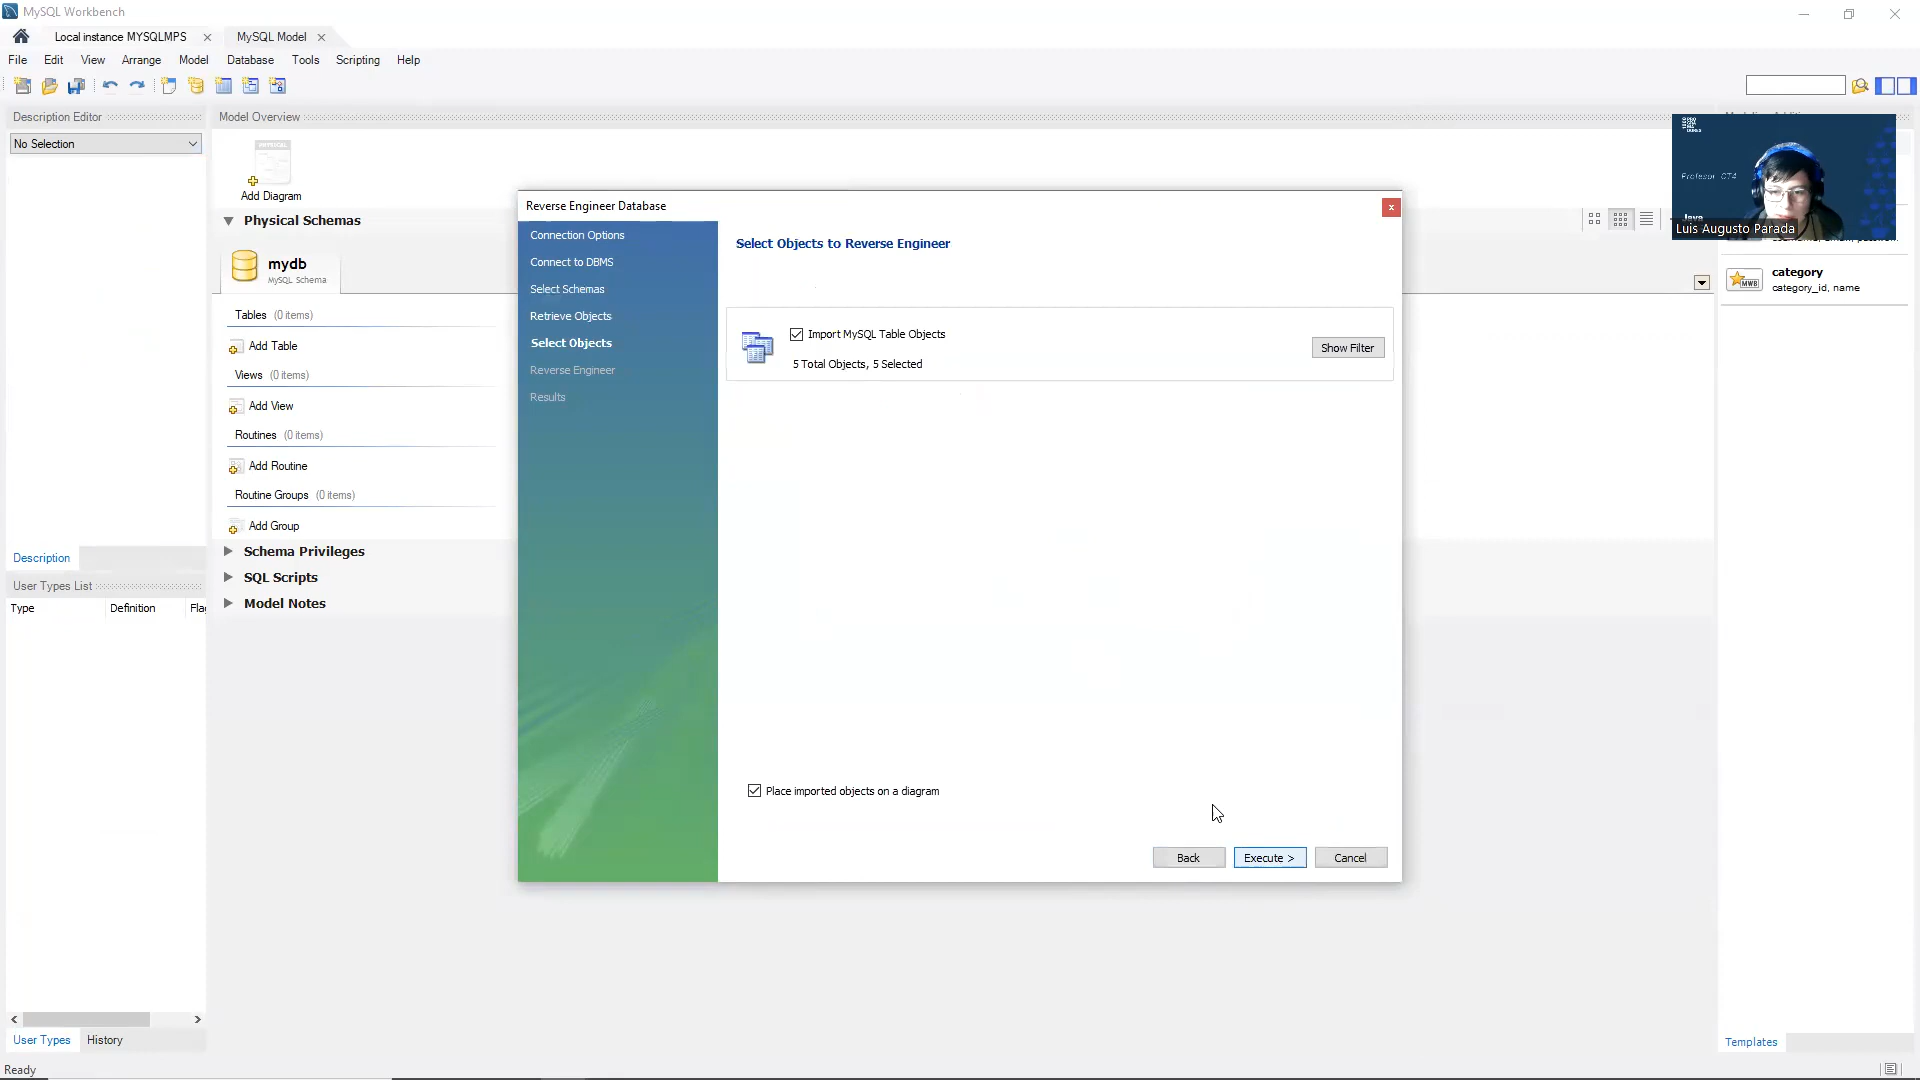 MySQL Workbench
Local instance MYSQLMPS
MySQL Model
File Edit View Arrange Model Database Tools Scripting Help
Description Editor
No Selection
Model Overview
PHYSICAL
Add Diagram
Physical Schemas
mydb
MySQL Schema
Tables (0 items)
Add Table
Views (0 items)
Add View
Routines (0 items)
Add Routine
Routine Groups (0 items)
Add Group
Schema Privileges
SQL Scripts
Model Notes
Description
User Types List
Type Definition Flag
User Types History
Ready
Reverse Engineer Database
Connection Options
Connect to DBMS
Select Schemas
Retrieve Objects
Select Objects
Reverse Engineer
Results
Select Objects to Reverse Engineer
Import MySQL Table Objects
5 Total Objects, 5 Selected
Show Filter
Place imported objects on a diagram
Back Execute > Cancel
Profesor CT4
Java
Luis Augusto Parada
MWB
category
category_id, name
Templates